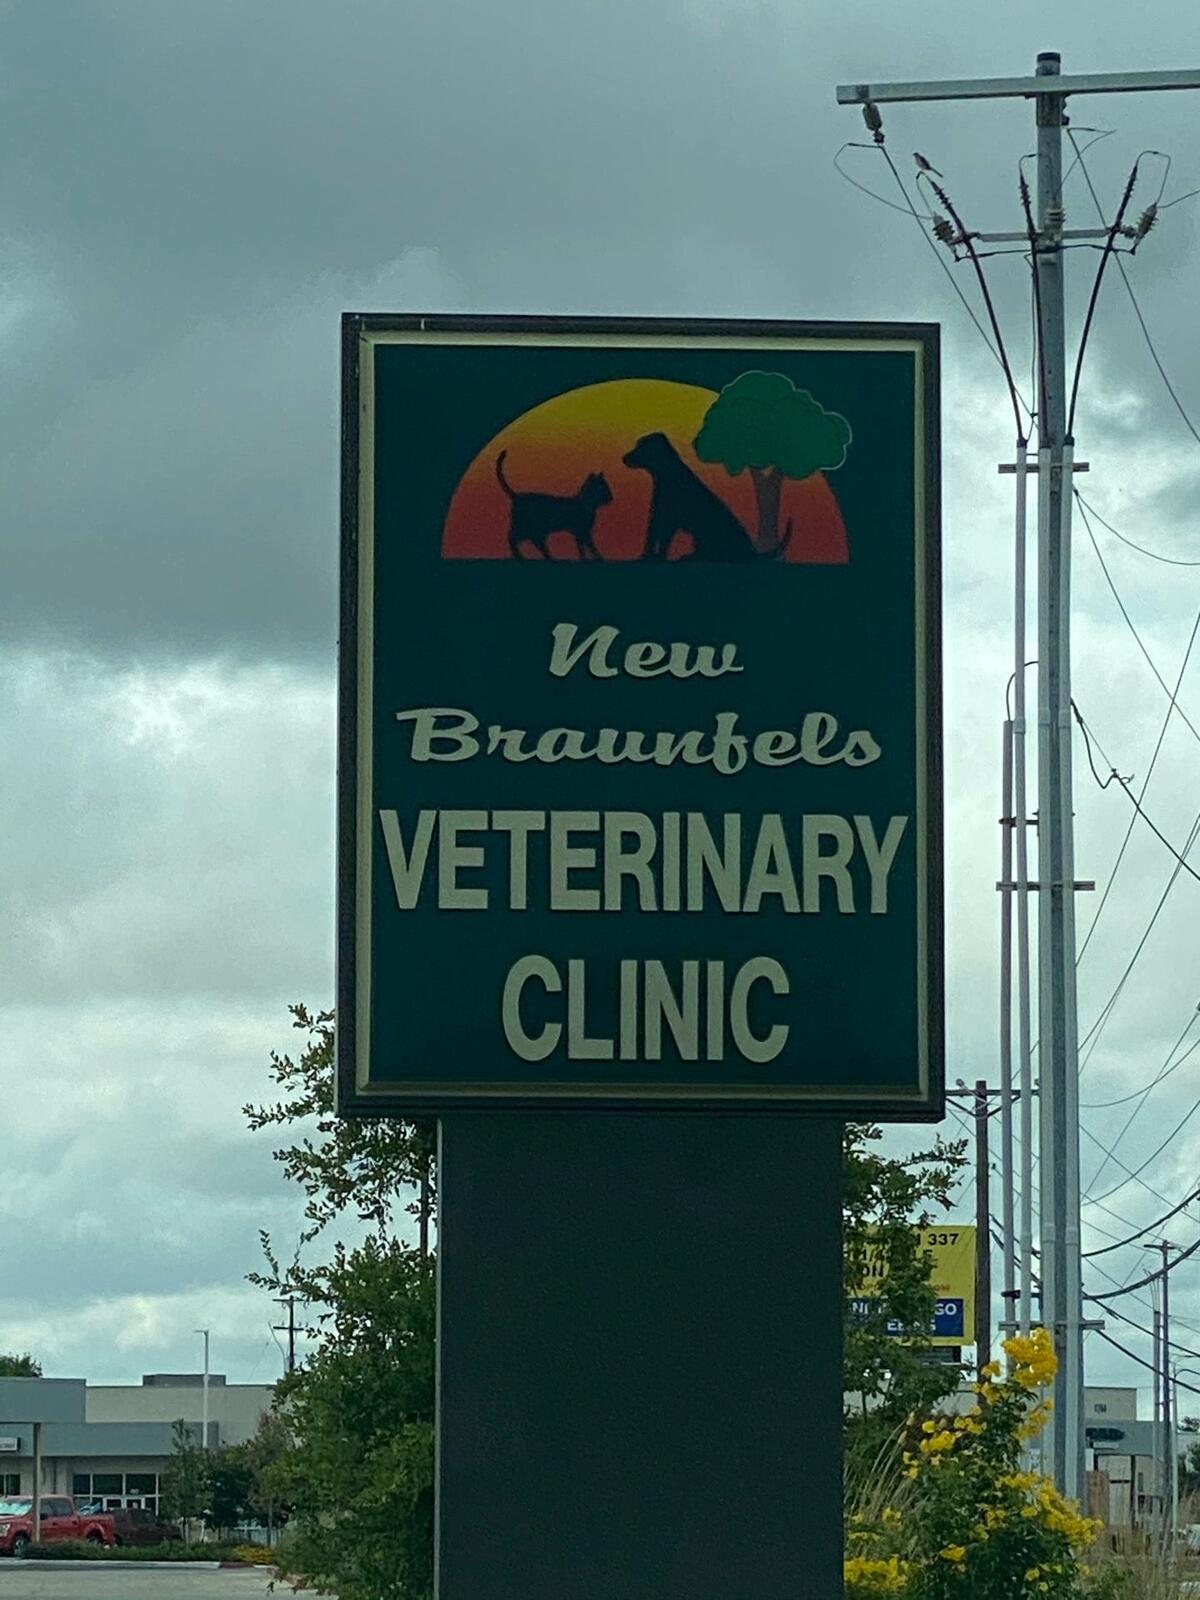 New
Braunfels
VETERINARY
CLINIC
337